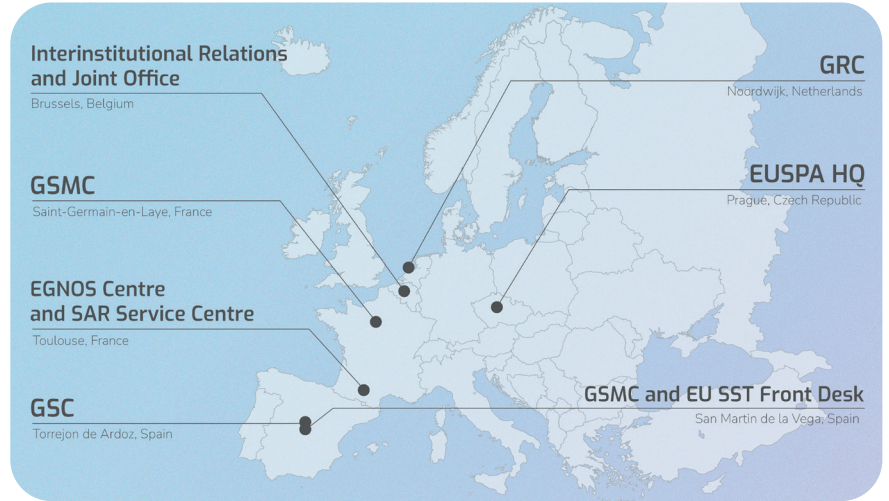 Interinstitutional Relations
and Joint Office
Brussels, Belgium
GSMC
Saint-Germain-en-Laye, France
EGNOS Centre
and SAR Service Centre
Toulouse, France
GSC
Torrejon de Ardoz, Spain
GRC
Noordwijk, Netherlands
EUSPA HQ
Prague, Czech Republic
GSMC and EU SST Front Desk
San Martin de la Vega, Spain